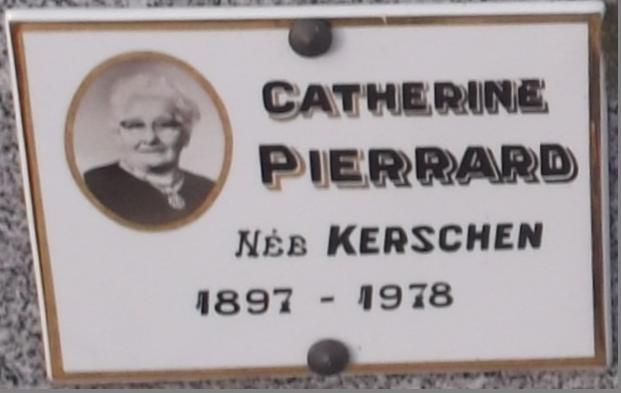 CATHERINE
PIERRARD
NÉE KERSCHEN
1897 - 1978